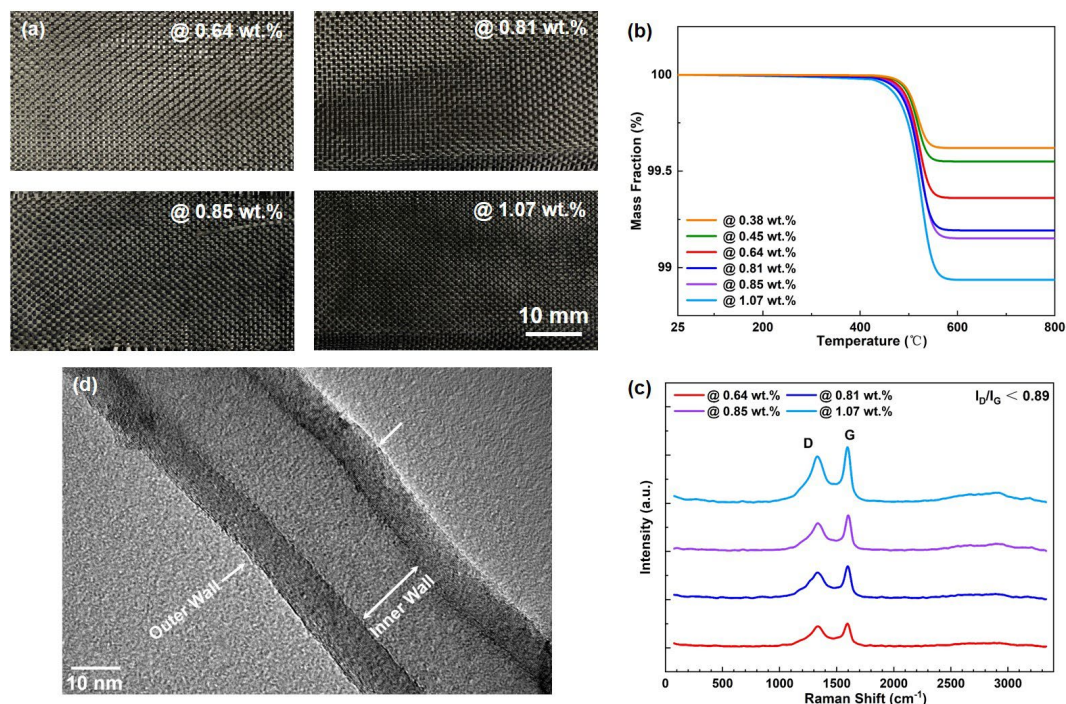 (a)
@ 0.64 wt.%
@ 0.81 wt.%
@ 0.85 wt.%
@ 1.07 wt.%
10 mm
(b)
Mass Fraction (%)
100
99.5
99
@ 0.38 wt.%
@ 0.45 wt.%
@ 0.64 wt.%
@ 0.81 wt.%
@ 0.85 wt.%
@ 1.07 wt.%
25
200
400
600
800
Temperature (℃)
(d)
Outer Wall
Inner Wall
10 nm
(c)
@ 0.64 wt.%
@ 0.81 wt.%
@ 0.85 wt.%
@ 1.07 wt.%
I_D/I_G < 0.89
D
G
Intensity (a.u.)
0
500
1000
1500
2000
2500
3000
Raman Shift (cm⁻¹)